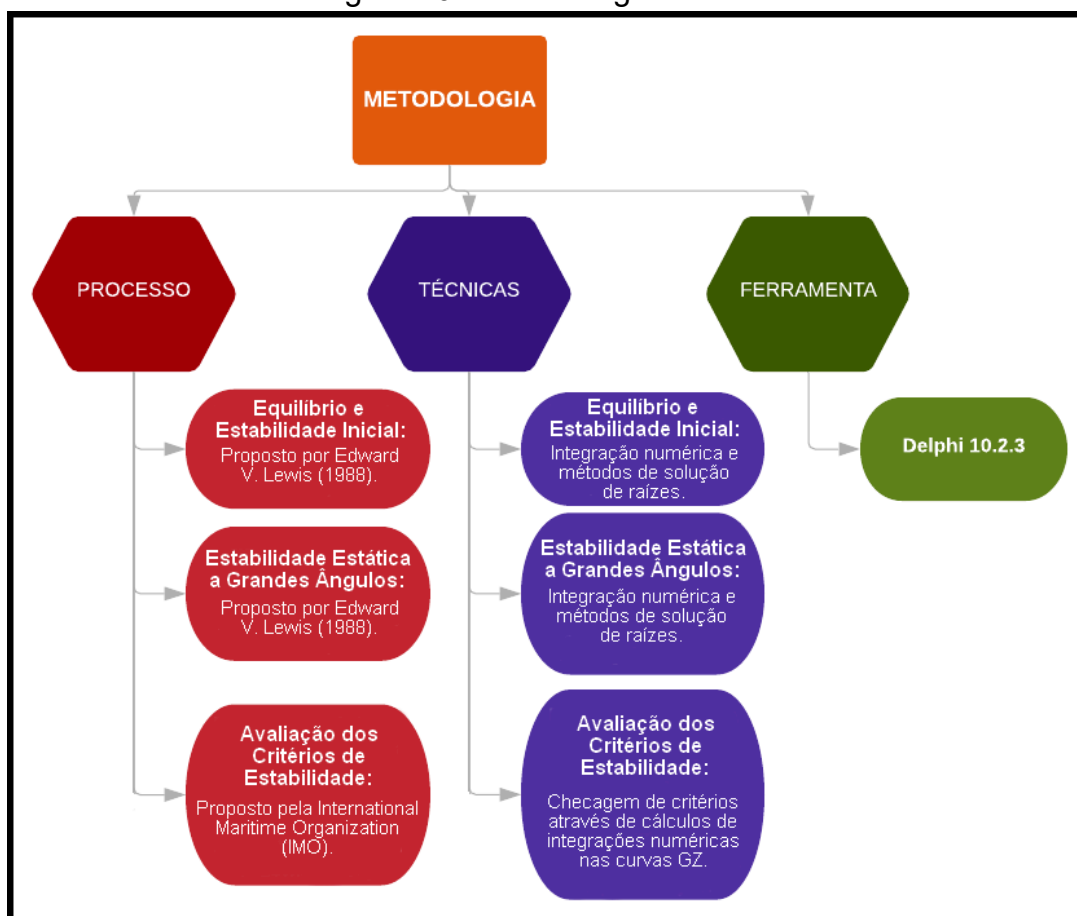 METODOLOGIA
PROCESSO
TÉCNICAS
FERRAMENTA
Equilíbrio e
Estabilidade Inicial:
Proposto por Edward
V. Lewis (1988).
Estabilidade Estática
a Grandes Ângulos:
Proposto por Edward
V. Lewis (1988).
Avaliação dos
Critérios de
Estabilidade:
Proposto pela International
Maritime Organization
(IMO).
Equilíbrio e
Estabilidade Inicial:
Integração numérica e
métodos de solução
de raízes.
Estabilidade Estática
a Grandes Ângulos:
Integração numérica e
métodos de solução
de raízes.
Avaliação dos
Critérios de
Estabilidade:
Checagem de critérios
através de cálculos de
integrações numéricas
nas curvas GZ.
Delphi 10.2.3